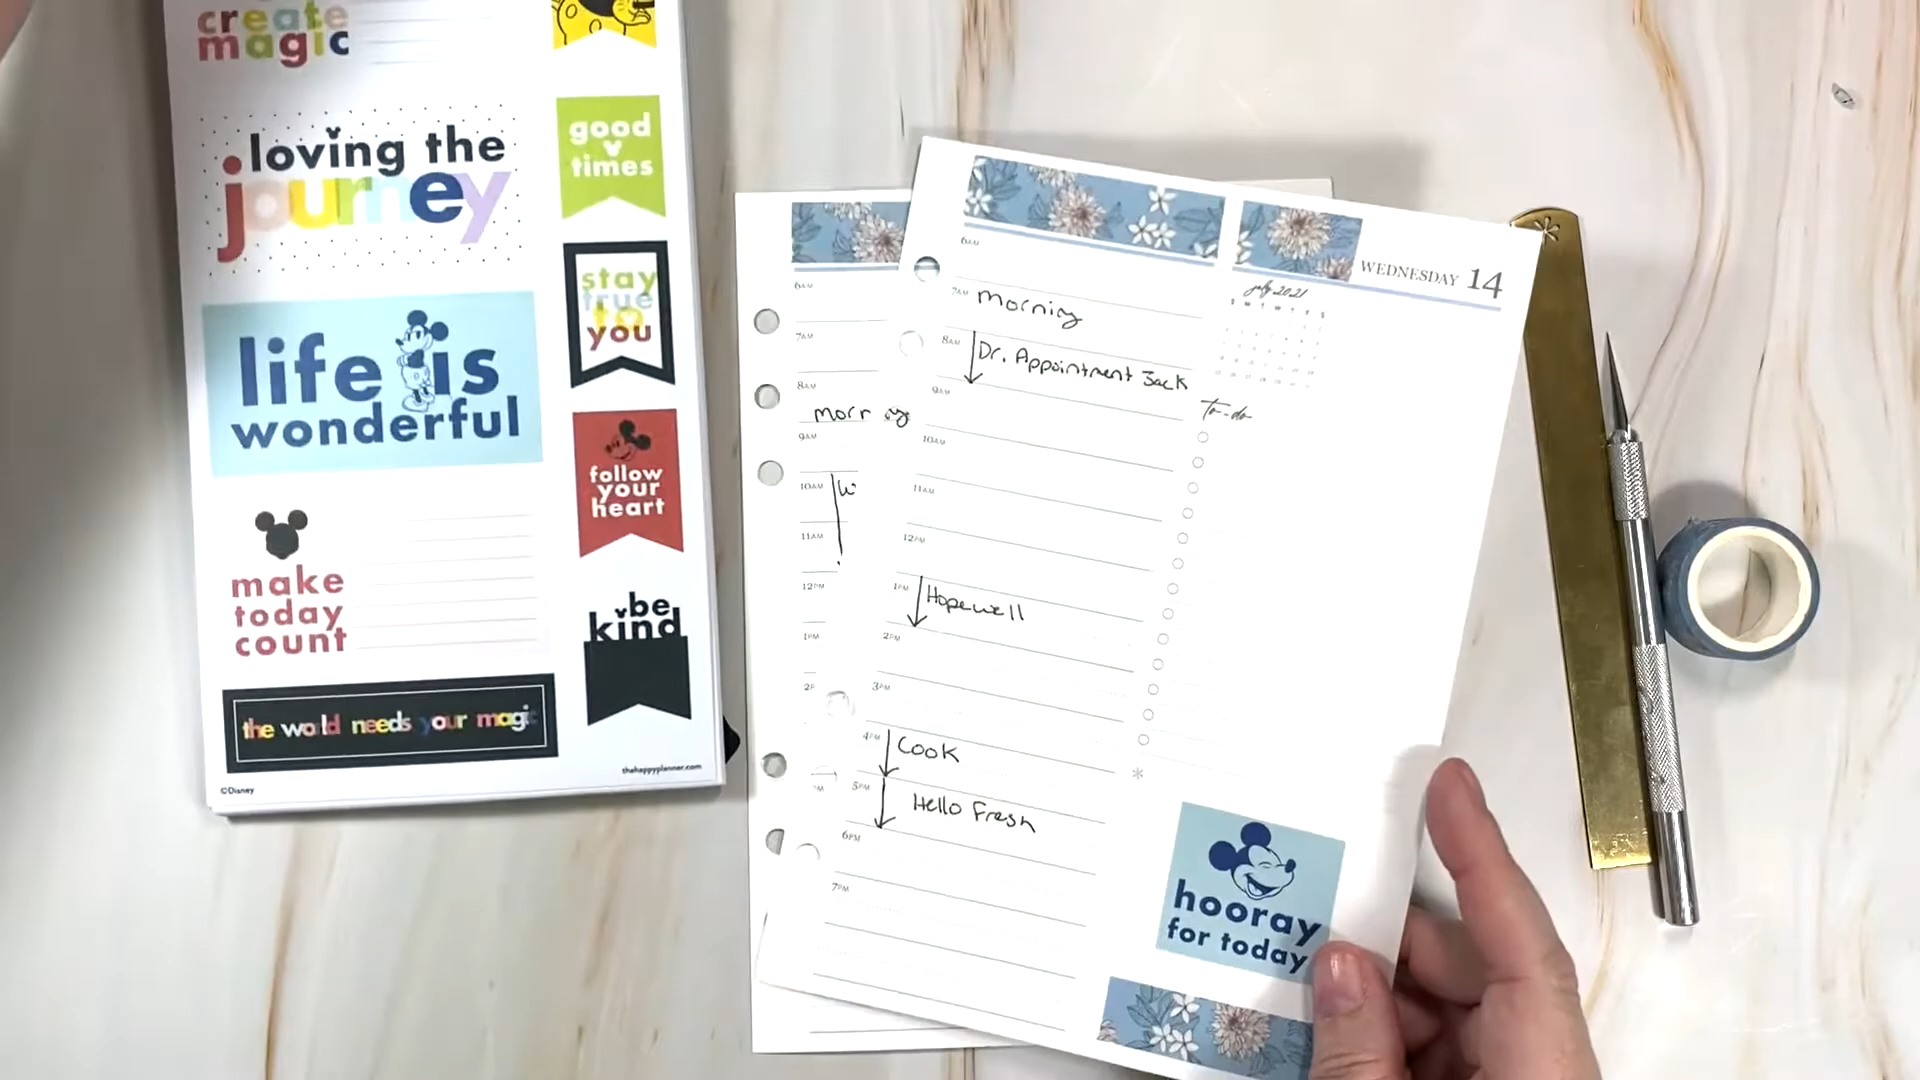 create
magic
loving the
journey
life is
wonderful
make
today
count
the world needs your magic
©Disney
thehappyplanner.com
good
times
stay
true
to
you
follow
your
heart
be
kind
6AM
7AM
8AM
morning
9AM
10AM
11AM
12PM
1PM
WEDNESDAY 14
july 2021
6AM
7AM morning
8AM Dr. Appointment Jack
9AM
10AM
11AM
12PM
1PM Hopewell
2PM
3PM
4PM Cook
5PM Hello Fresh
6PM
7PM
to-do
hooray
for today